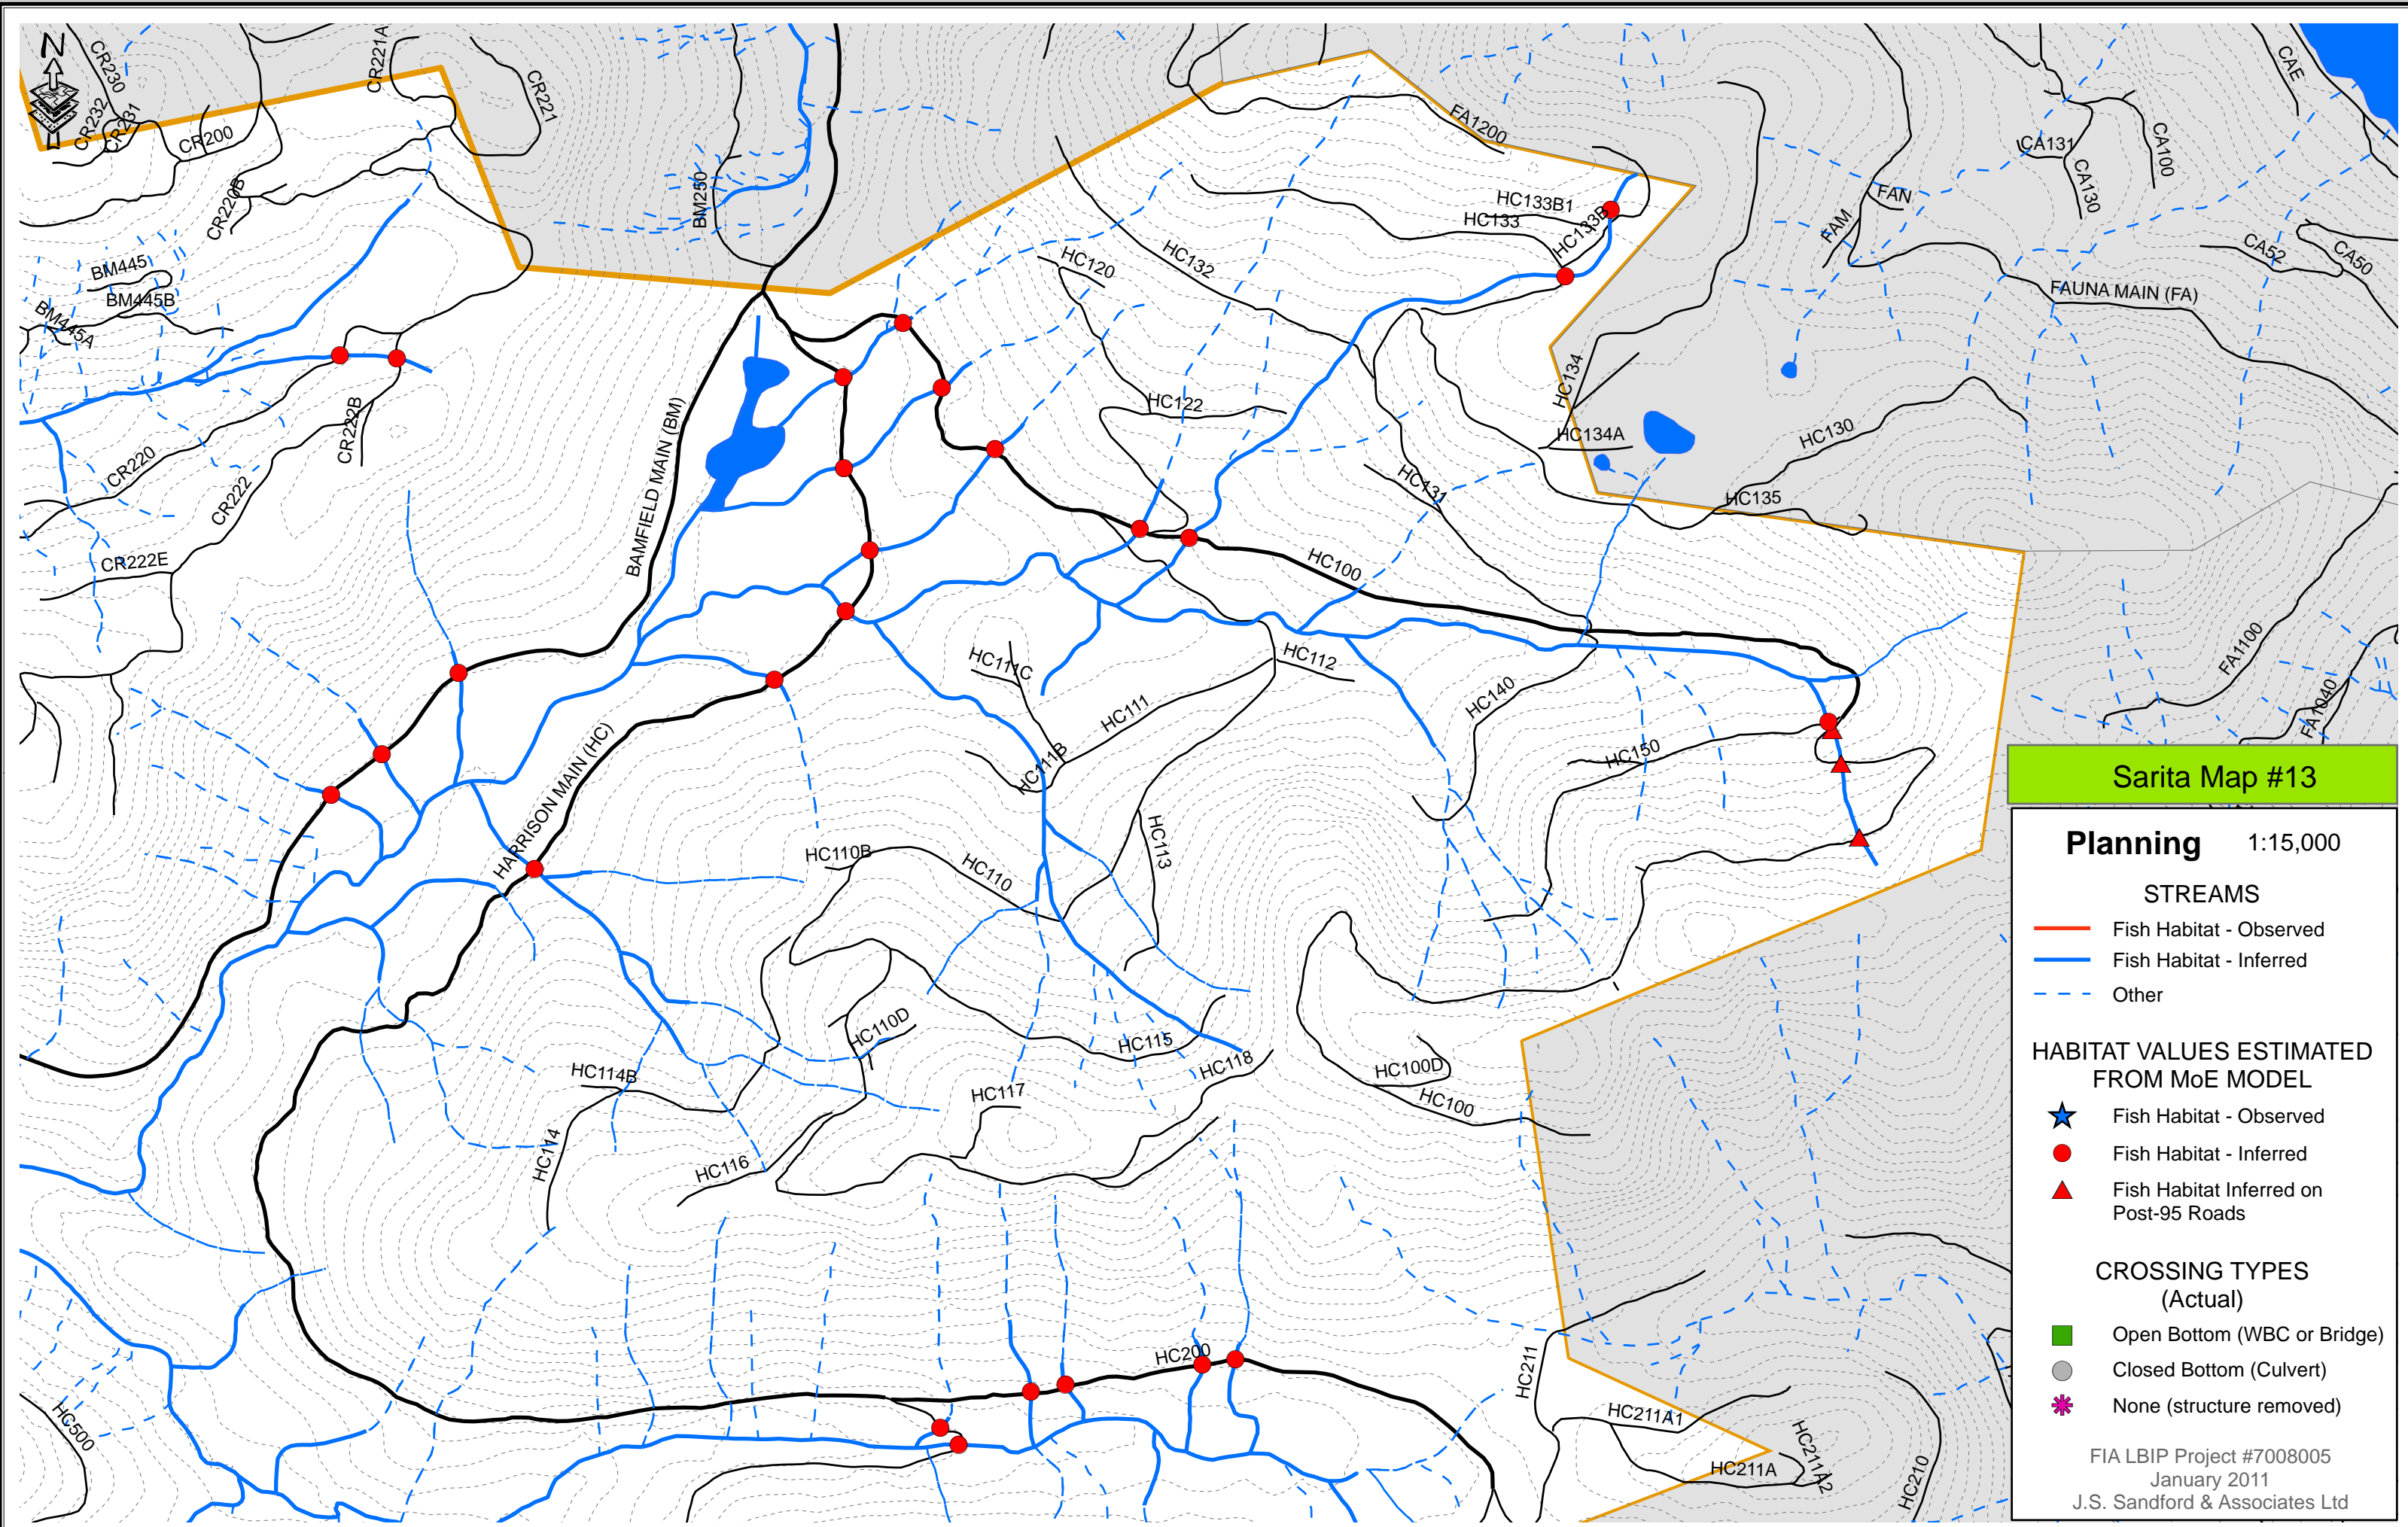 N
CR230
CR232
CR231
CR200
CR221A
CR221
CR220B
BM250
BM445
BM445B
BM445A
CR220
CR222B
CR222
CR222E
BAMFIELD MAIN (BM)
HARRISON MAIN (HC)
FA1200
HC133B1
HC133
HC133B
HC132
HC120
HC122
HC131
HC134
HC134A
HC130
HC135
HC100
CAE
CA131
CA100
CA130
FAN
FAM
CA52
CA50
FAUNA MAIN (FA)
FA1100
FA1040
HC111C
HC112
HC111
HC111B
HC140
HC150
HC113
HC110B
HC110
HC110D
HC115
HC118
HC117
HC114B
HC114
HC116
HC100D
HC100
HC200
HC211
HC211A1
HC211A
HC211A2
HC210
HC500
Sarita Map #13
Planning 1:15,000
STREAMS
Fish Habitat - Observed
Fish Habitat - Inferred
Other
HABITAT VALUES ESTIMATED
FROM MoE MODEL
Fish Habitat - Observed
Fish Habitat - Inferred
Fish Habitat Inferred on
Post-95 Roads
CROSSING TYPES
(Actual)
Open Bottom (WBC or Bridge)
Closed Bottom (Culvert)
None (structure removed)
FIA LBIP Project #7008005
January 2011
J.S. Sandford & Associates Ltd